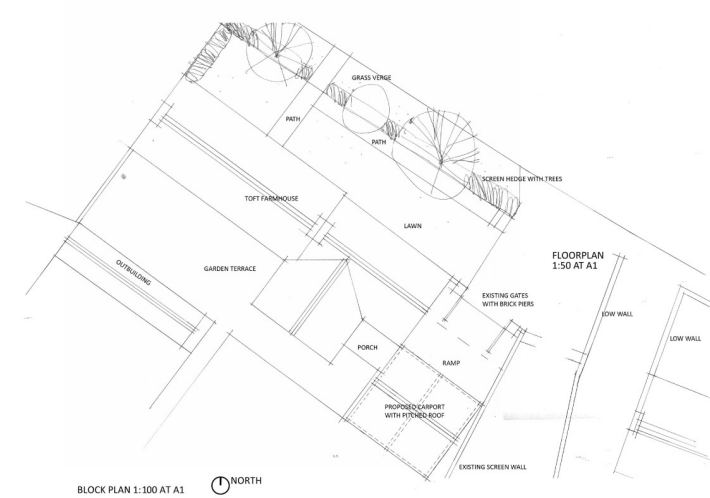 GRASS VERGE
PATH
PATH
SCREEN HEDGE WITH TREES
TOFT FARMHOUSE
LAWN
FLOORPLAN
1:50 AT A1
OUTBUILDING
GARDEN TERRACE
EXISTING GATES
WITH BRICK PIERS
LOW WALL
LOW WALL
PORCH
RAMP
PROPOSED CARPORT
WITH PITCHED ROOF
EXISTING SCREEN WALL
BLOCK PLAN 1:100 AT A1
NORTH